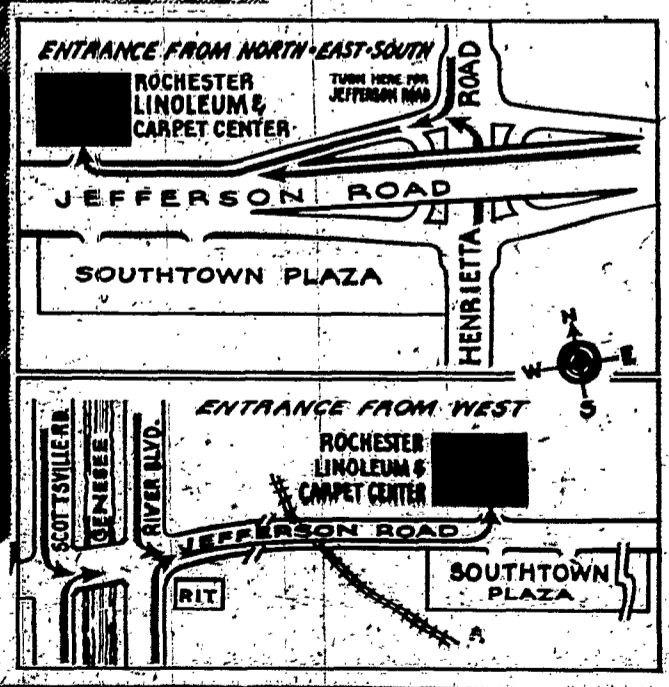 ENTRANCE FROM NORTH·EAST·SOUTH
ROCHESTER
LINOLEUM &
CARPET CENTER
TURN HERE FOR
JEFFERSON ROAD
ROAD
JEFFERSON ROAD
HENRIETTA
SOUTHTOWN PLAZA
N
W E
S
ENTRANCE FROM WEST
ROCHESTER
LINOLEUM &
CARPET CENTER
SCOTTSVILLE RD.
GENESEE
RIVER BLVD.
JEFFERSON ROAD
RIT
SOUTHTOWN
PLAZA